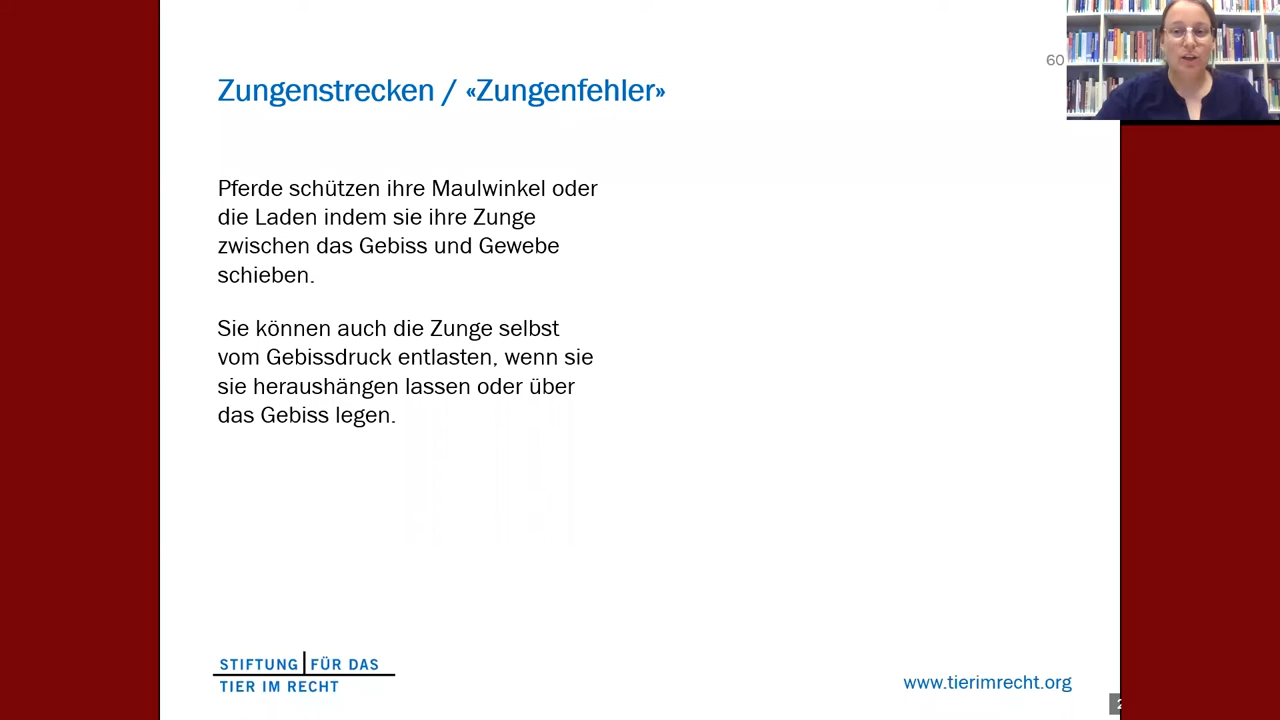 60
Zungenstrecken / «Zungenfehler»
Pferde schützen ihre Maulwinkel oder
die Laden indem sie ihre Zunge
zwischen das Gebiss und Gewebe
schieben.
Sie können auch die Zunge selbst
vom Gebissdruck entlasten, wenn sie
sie heraushängen lassen oder über
das Gebiss legen.
STIFTUNG FÜR DAS
TIER IM RECHT
www.tierimrecht.org